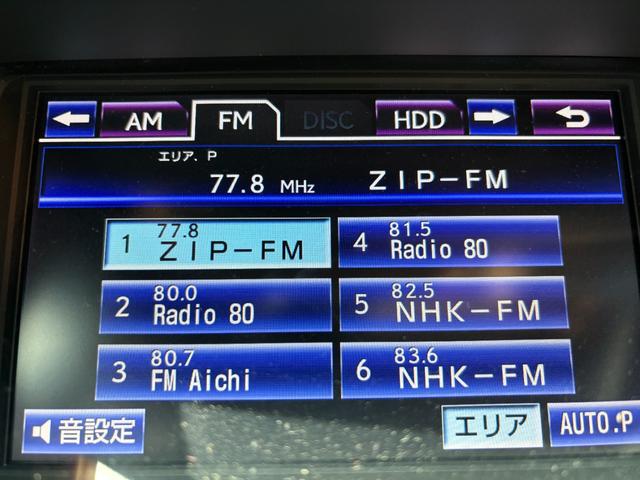 AM FM DISC HDD
エリア. P
77.8 MHz ZIP-FM
1 77.8 ZIP-FM
4 81.5 Radio 80
2 80.0 Radio 80
5 82.5 NHK-FM
3 80.7 FM Aichi
6 83.6 NHK-FM
音設定 エリア AUTO.P